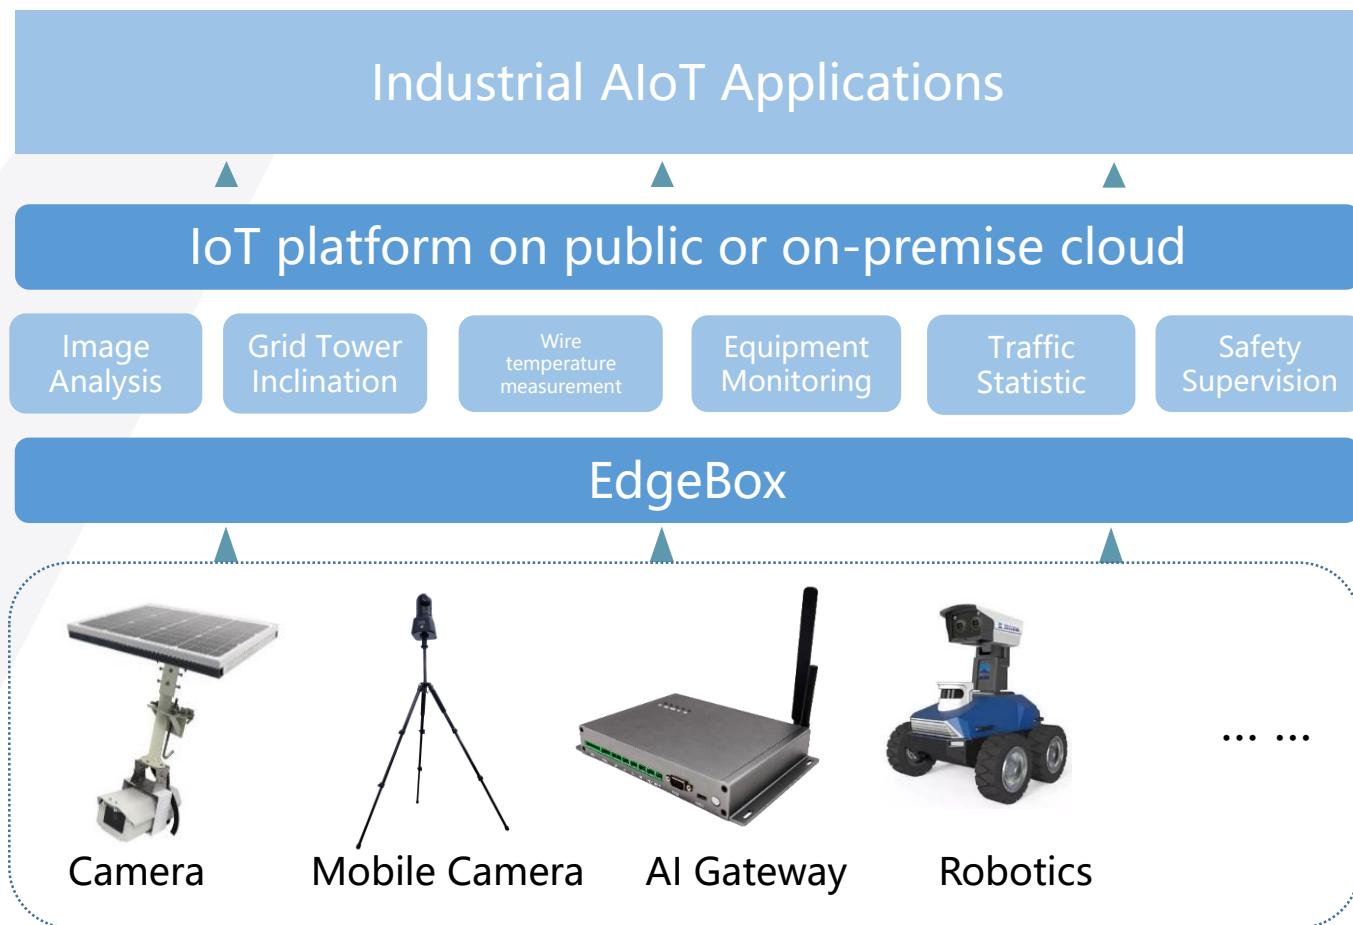 Industrial AIoT Applications
IoT platform on public or on-premise cloud
Image
Analysis
Grid Tower
Inclination
Wire
temperature
measurement
Equipment
Monitoring
Traffic
Statistic
Safety
Supervision
EdgeBox
... ...
Camera
Mobile Camera
AI Gateway
Robotics